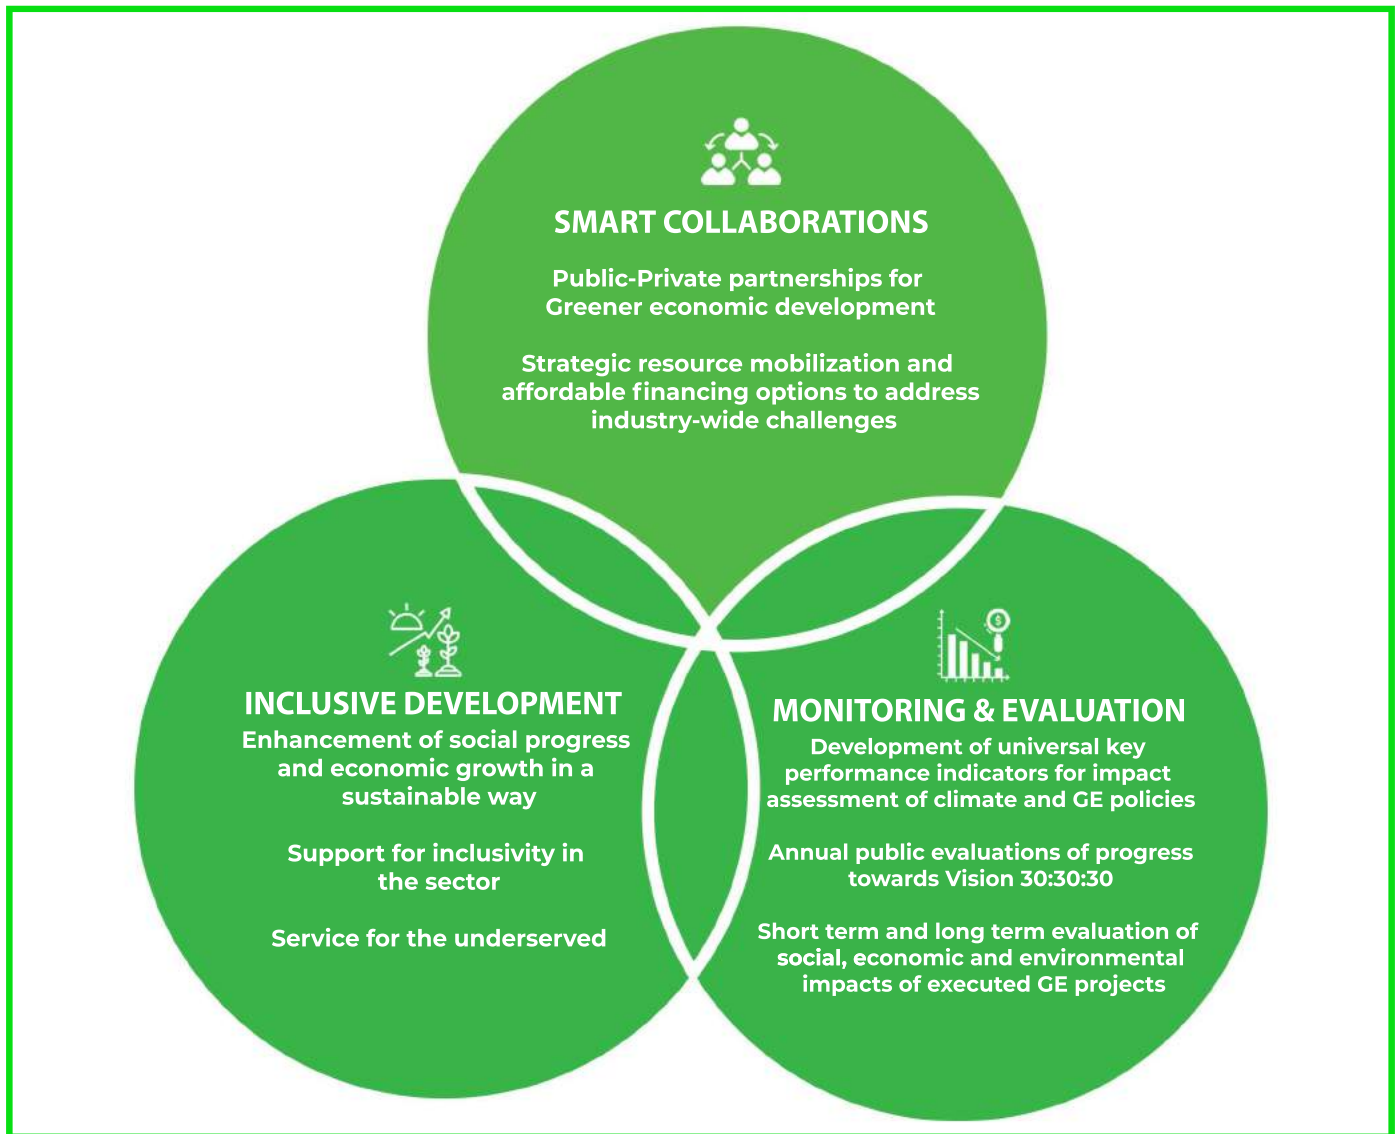 SMART COLLABORATIONS
Public-Private partnerships for
Greener economic development
Strategic resource mobilization and
affordable financing options to address
industry-wide challenges
INCLUSIVE DEVELOPMENT
Enhancement of social progress
and economic growth in a
sustainable way
Support for inclusivity in
the sector
Service for the underserved
MONITORING & EVALUATION
Development of universal key
performance indicators for impact
assessment of climate and GE policies
Annual public evaluations of progress
towards Vision 30:30:30
Short term and long term evaluation of
social, economic and environmental
impacts of executed GE projects